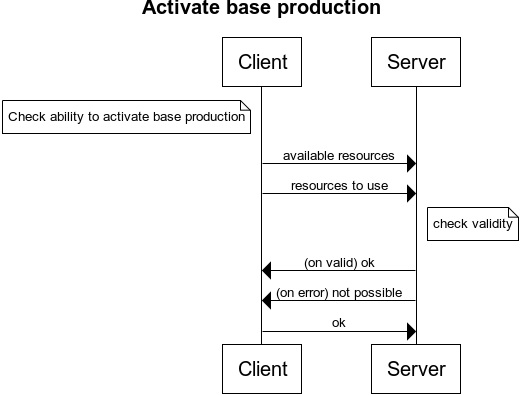 Activate base production
Client
Server
Check ability to activate base production
available resources
resources to use
check validity
(on valid) ok
(on error) not possible
ok
Client
Server